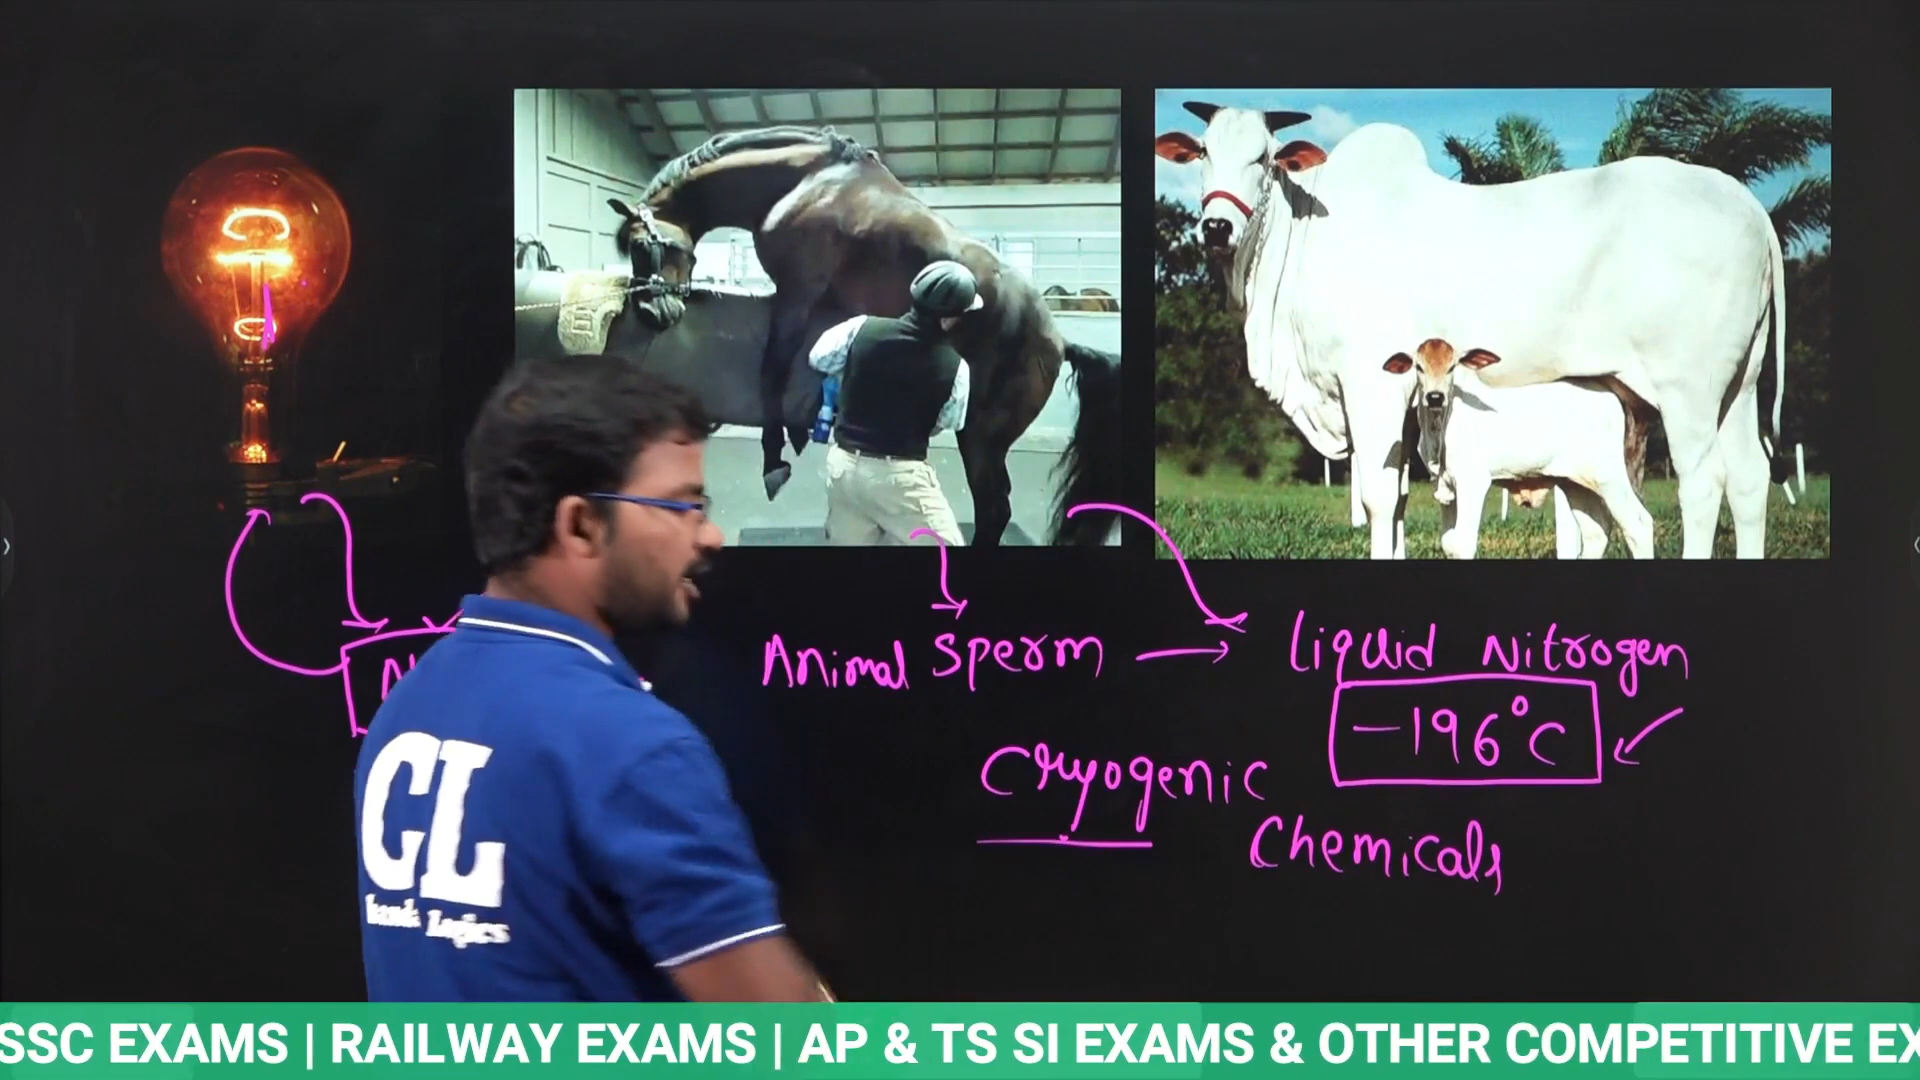 Animal Sperm → Liquid Nitrogen
-196°C
Cryogenic
Chemicals
CL
Logics
SSC EXAMS | RAILWAY EXAMS | AP & TS SI EXAMS & OTHER COMPETITIVE EX